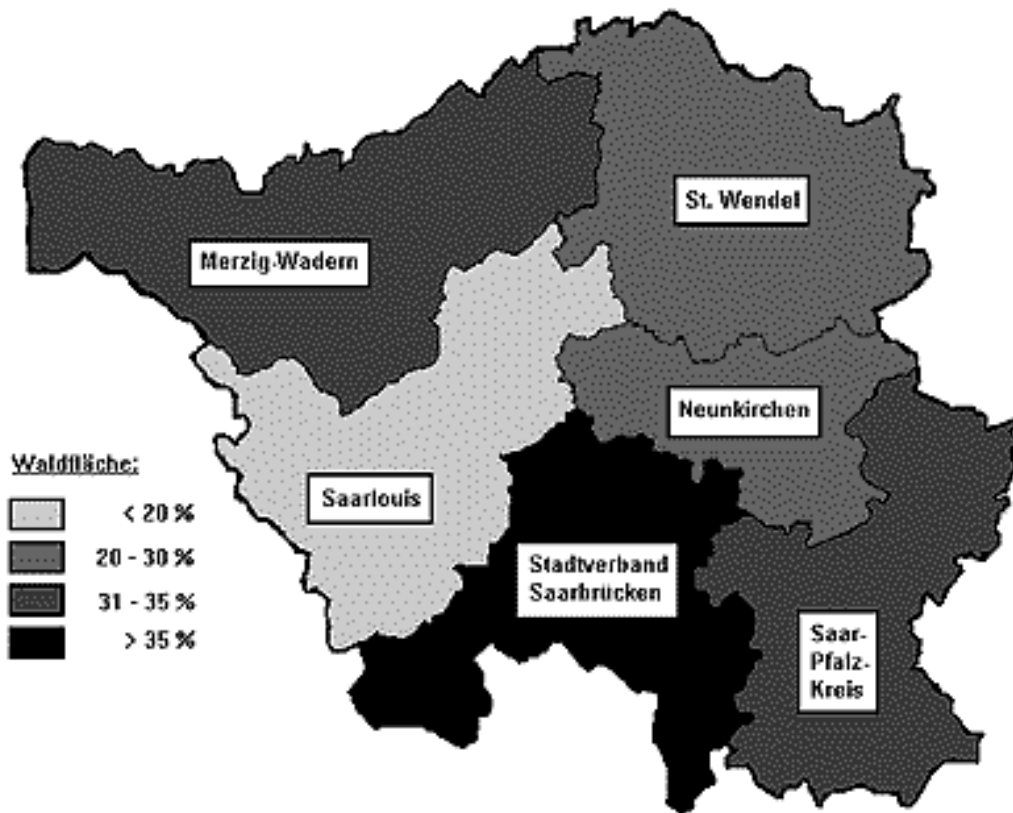 St. Wendel
Merzig-Wadern
Neunkirchen
Saarlouis
Stadtverband
Saarbrücken
Saar-
Pfalz-
Kreis
Waldfläche:
< 20 %
20 - 30 %
31 - 35 %
> 35 %